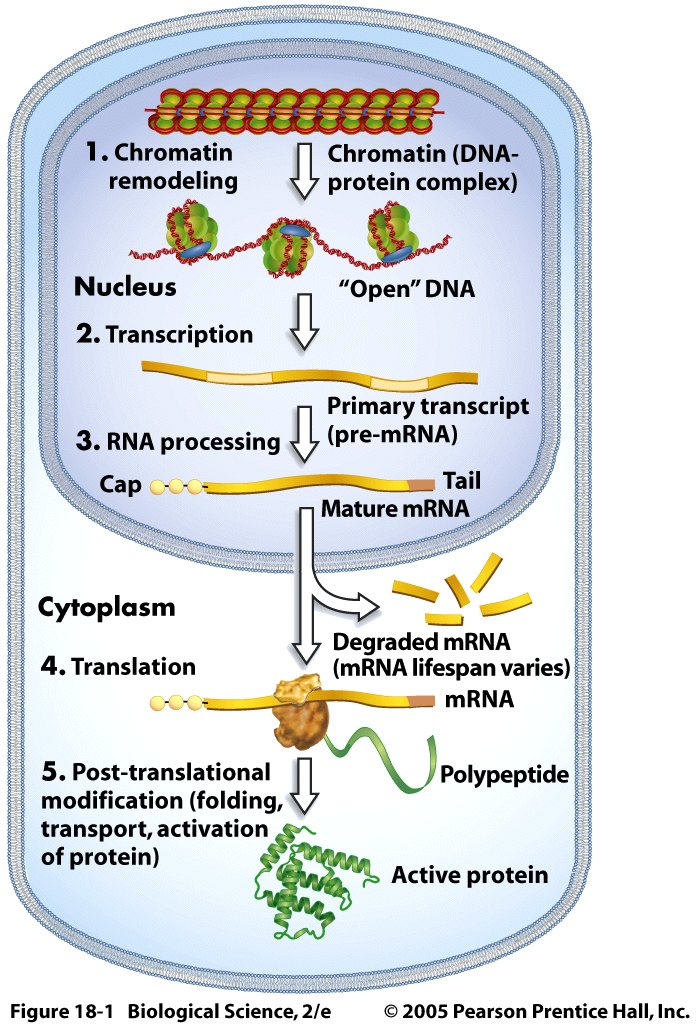 1. Chromatin
remodeling
Chromatin (DNA-
protein complex)
Nucleus
“Open” DNA
2. Transcription
Primary transcript
(pre-mRNA)
3. RNA processing
Cap
Tail
Mature mRNA
Cytoplasm
Degraded mRNA
(mRNA lifespan varies)
4. Translation
mRNA
5. Post-translational
modification (folding,
transport, activation
of protein)
Polypeptide
Active protein
Figure 18-1 Biological Science, 2/e © 2005 Pearson Prentice Hall, Inc.